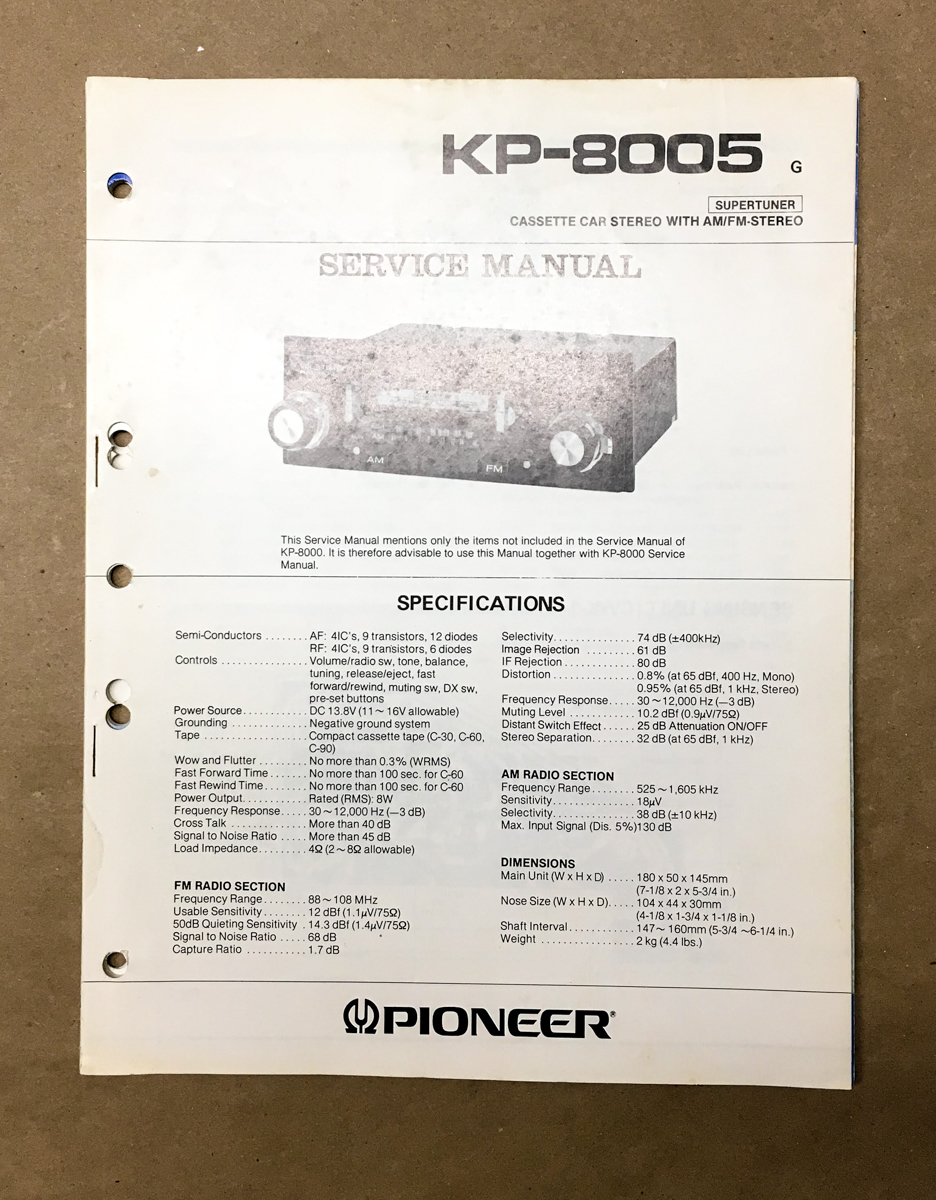 KP-8005 G
SUPERTUNER
CASSETTE CAR STEREO WITH AM/FM-STEREO
SERVICE MANUAL
AM
FM
This Service Manual mentions only the items not included in the Service Manual of
KP-8000. It is therefore advisable to use this Manual together with KP-8000 Service
Manual.
SPECIFICATIONS
Semi-Conductors ........ AF: 4IC's, 9 transistors, 12 diodes
RF: 4IC's, 9 transistors, 6 diodes
Controls ................ Volume/radio sw, tone, balance,
tuning, release/eject, fast
forward/rewind, muting sw, DX sw,
pre-set buttons
Power Source........... DC 13.8V (11~16V allowable)
Grounding .............. Negative ground system
Tape ................... Compact cassette tape (C-30, C-60,
C-90)
Wow and Flutter ......... No more than 0.3% (WRMS)
Fast Forward Time....... No more than 100 sec. for C-60
Fast Rewind Time....... No more than 100 sec. for C-60
Power Output........... Rated (RMS): 8W
Frequency Response..... 30~12,000 Hz (—3 dB)
Cross Talk .............. More than 40 dB
Signal to Noise Ratio ..... More than 45 dB
Load Impedance......... 4Ω (2~8Ω allowable)
FM RADIO SECTION
Frequency Range........ 88~108 MHz
Usable Sensitivity........ 12 dBf (1.1μV/75Ω)
50dB Quieting Sensitivity . 14.3 dBf (1.4μV/75Ω)
Signal to Noise Ratio ..... 68 dB
Capture Ratio ........... 1.7 dB
Selectivity............... 74 dB (±400kHz)
Image Rejection ......... 61 dB
IF Rejection ............. 80 dB
Distortion ............... 0.8% (at 65 dBf, 400 Hz, Mono)
0.95% (at 65 dBf, 1 kHz, Stereo)
Frequency Response..... 30~12,000 Hz (—3 dB)
Muting Level ............ 10.2 dBf (0.9μV/75Ω)
Distant Switch Effect...... 25 dB Attenuation ON/OFF
Stereo Separation........ 32 dB (at 65 dBf, 1 kHz)
AM RADIO SECTION
Frequency Range........ 525~1,605 kHz
Sensitivity............... 18μV
Selectivity............... 38 dB (±10 kHz)
Max. Input Signal (Dis. 5%)130 dB
DIMENSIONS
Main Unit (W x H x D) ..... 180 x 50 x 145mm
(7-1/8 x 2 x 5-3/4 in.)
Nose Size (W x H x D)..... 104 x 44 x 30mm
(4-1/8 x 1-3/4 x 1-1/8 in.)
Shaft Interval............ 147~160mm (5-3/4 ~6-1/4 in.)
Weight ................. 2 kg (4.4 lbs.)
PIONEER®